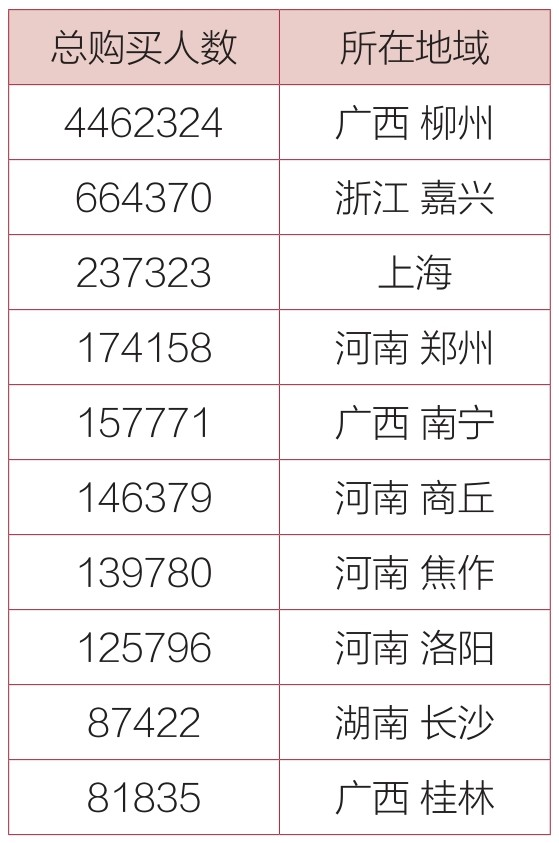 总购买人数 所在地域
4462324 广西 柳州
664370 浙江 嘉兴
237323 上海
174158 河南 郑州
157771 广西 南宁
146379 河南 商丘
139780 河南 焦作
125796 河南 洛阳
87422 湖南 长沙
81835 广西 桂林